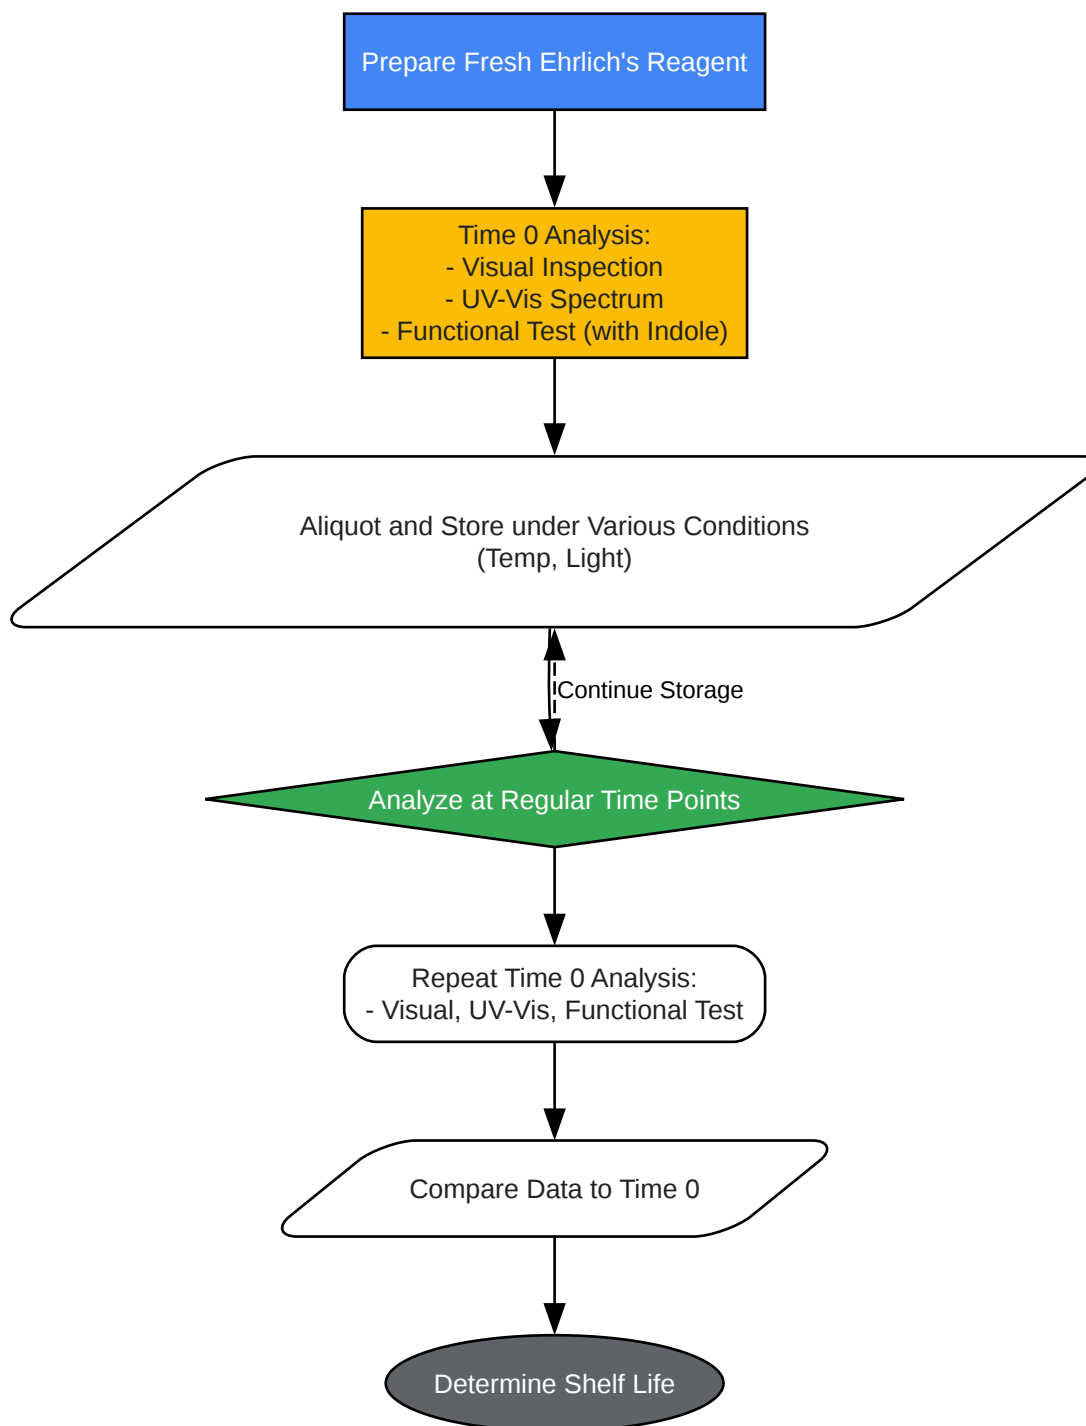 Prepare Fresh Ehrlich's Reagent
Time 0 Analysis:
- Visual Inspection
- UV-Vis Spectrum
- Functional Test (with Indole)
Aliquot and Store under Various Conditions
(Temp, Light)
Continue Storage
Analyze at Regular Time Points
Repeat Time 0 Analysis:
- Visual, UV-Vis, Functional Test
Compare Data to Time 0
Determine Shelf Life